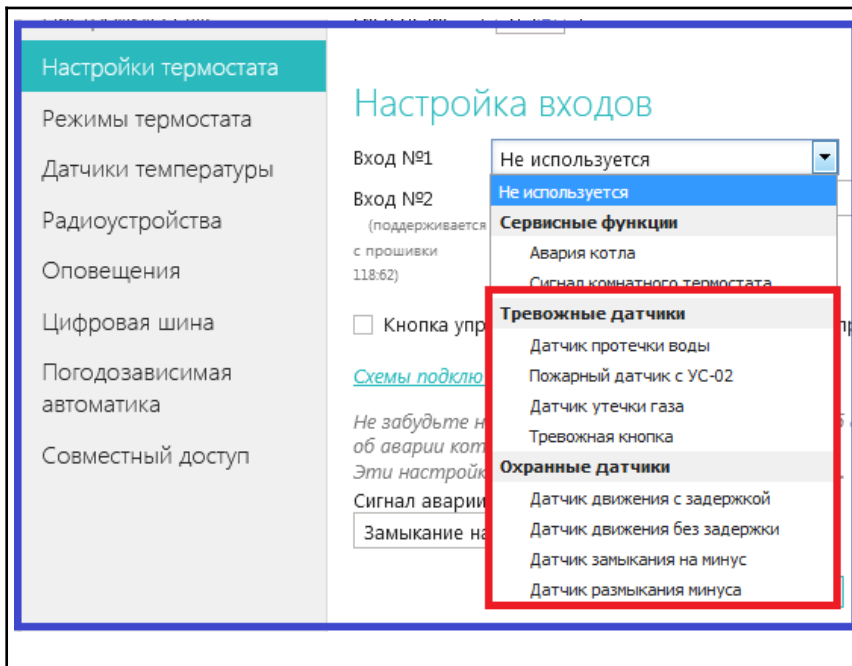 Настройки термостата
Режимы термостата
Датчики температуры
Радиоустройства
Оповещения
Цифровая шина
Погодозависимая
автоматика
Совместный доступ
Настройка входов
Вход №1
Не используется
Вход №2
(поддерживается
с прошивки
118:62)
Не используется
Сервисные функции
Авария котла
Сигнал комнатного термостата
Тревожные датчики
Датчик протечки воды
Пожарный датчик с УС-02
Датчик утечки газа
Тревожная кнопка
Охранные датчики
Датчик движения с задержкой
Датчик движения без задержки
Датчик замыкания на минус
Датчик размыкания минуса
Кнопка упр
Схемы подклю
Не забудьте н
об аварии кот
Эти настройк
Сигнал аварии
Замыкание на